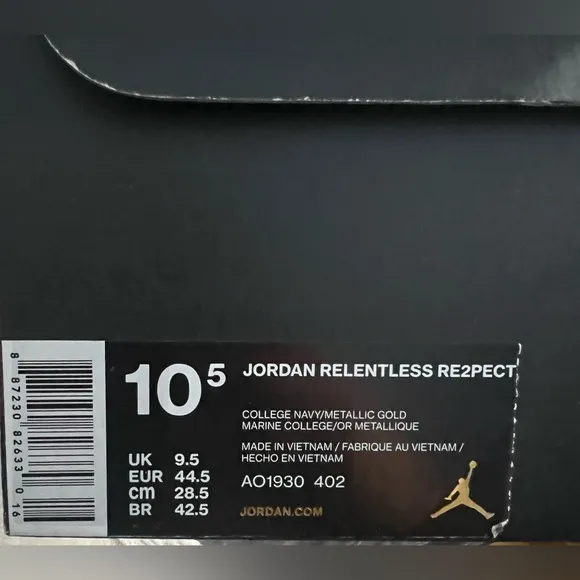 8 87230 82633 0 16
10⁵
JORDAN RELENTLESS RE2PECT
COLLEGE NAVY/METALLIC GOLD
MARINE COLLEGE/OR METALLIQUE
MADE IN VIETNAM / FABRIQUE AU VIETNAM /
HECHO EN VIETNAM
UK 9.5
EUR 44.5
cm 28.5
BR 42.5
AO1930 402
JORDAN.COM